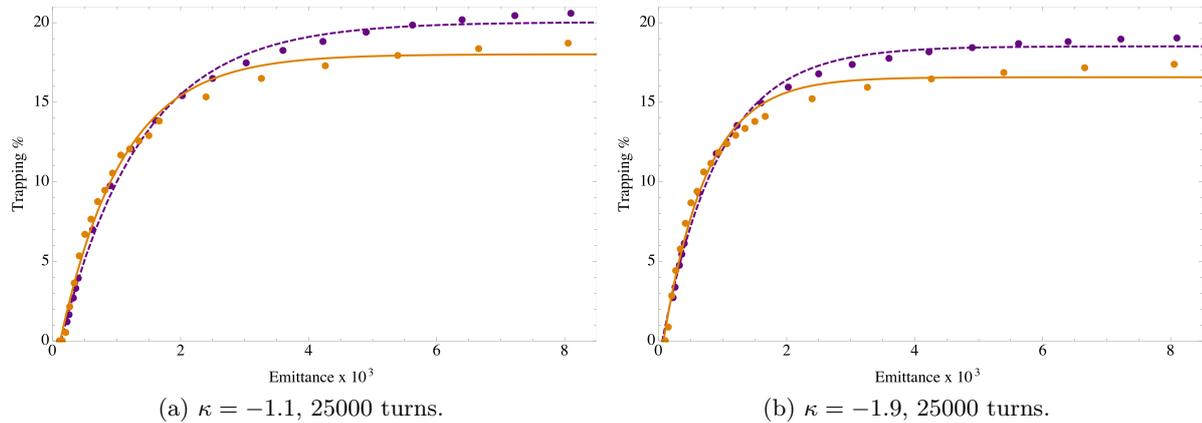 20
15
10
5
0
Trapping %
0 2 4 6 8
Emittance x 10³
(a) κ = −1.1, 25000 turns.
20
15
10
5
0
Trapping %
0 2 4 6 8
Emittance x 10³
(b) κ = −1.9, 25000 turns.